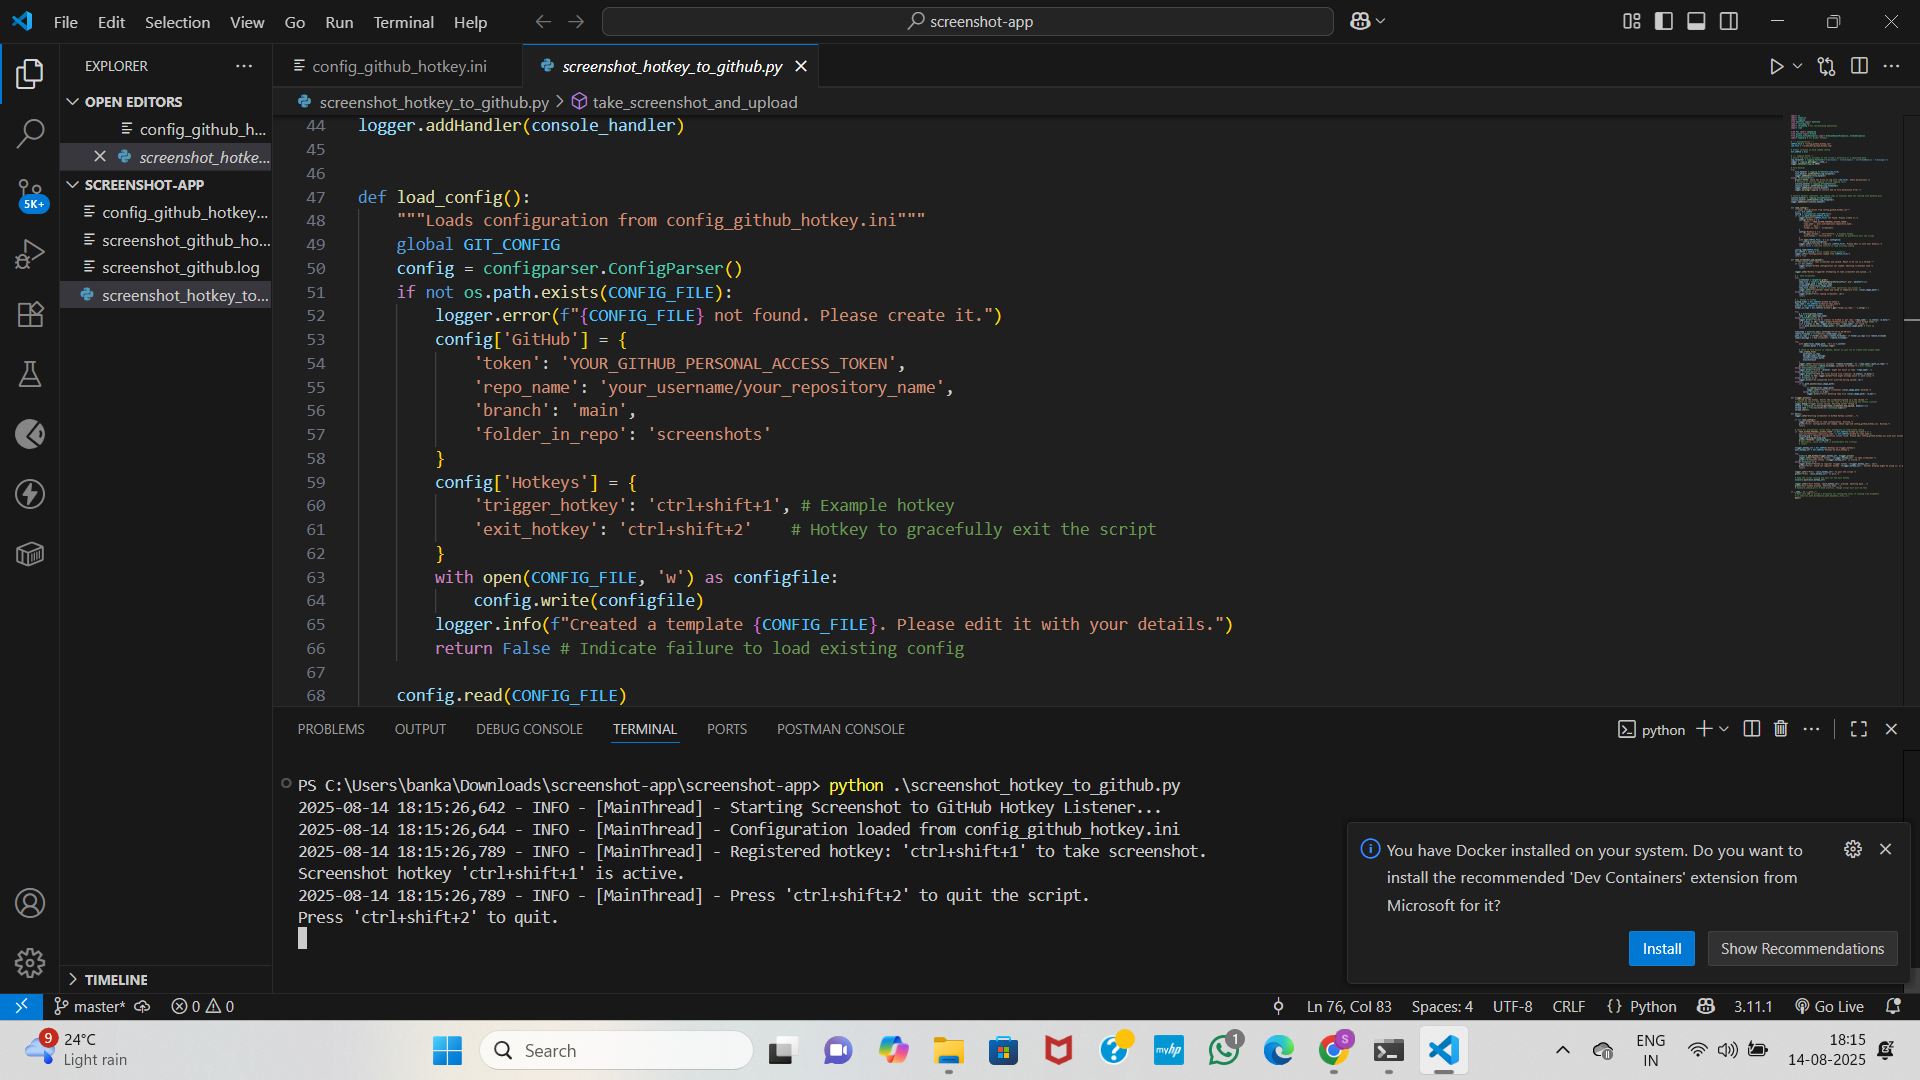 File Edit Selection View Go Run Terminal Help
screenshot-app
EXPLORER
OPEN EDITORS
config_github_h...
screenshot_hotke...
SCREENSHOT-APP
config_github_hotkey...
screenshot_github_ho...
screenshot_github.log
screenshot_hotkey_to...
5K+
TIMELINE
config_github_hotkey.ini
screenshot_hotkey_to_github.py
screenshot_hotkey_to_github.py > take_screenshot_and_upload
44 logger.addHandler(console_handler)
45
46
47 def load_config():
48 """Loads configuration from config_github_hotkey.ini"""
49 global GIT_CONFIG
50 config = configparser.ConfigParser()
51 if not os.path.exists(CONFIG_FILE):
52 logger.error(f"{CONFIG_FILE} not found. Please create it.")
53 config['GitHub'] = {
54 'token': 'YOUR_GITHUB_PERSONAL_ACCESS_TOKEN',
55 'repo_name': 'your_username/your_repository_name',
56 'branch': 'main',
57 'folder_in_repo': 'screenshots'
58 }
59 config['Hotkeys'] = {
60 'trigger_hotkey': 'ctrl+shift+1', # Example hotkey
61 'exit_hotkey': 'ctrl+shift+2' # Hotkey to gracefully exit the script
62 }
63 with open(CONFIG_FILE, 'w') as configfile:
64 config.write(configfile)
65 logger.info(f"Created a template {CONFIG_FILE}. Please edit it with your details.")
66 return False # Indicate failure to load existing config
67
68 config.read(CONFIG_FILE)
PROBLEMS OUTPUT DEBUG CONSOLE TERMINAL PORTS POSTMAN CONSOLE
python
PS C:\Users\banka\Downloads\screenshot-app\screenshot-app> python .\screenshot_hotkey_to_github.py
2025-08-14 18:15:26,642 - INFO - [MainThread] - Starting Screenshot to GitHub Hotkey Listener...
2025-08-14 18:15:26,644 - INFO - [MainThread] - Configuration loaded from config_github_hotkey.ini
2025-08-14 18:15:26,789 - INFO - [MainThread] - Registered hotkey: 'ctrl+shift+1' to take screenshot.
Screenshot hotkey 'ctrl+shift+1' is active.
2025-08-14 18:15:26,789 - INFO - [MainThread] - Press 'ctrl+shift+2' to quit the script.
Press 'ctrl+shift+2' to quit.
You have Docker installed on your system. Do you want to
install the recommended 'Dev Containers' extension from
Microsoft for it?
Install Show Recommendations
master* 0 0
Ln 76, Col 83 Spaces: 4 UTF-8 CRLF {} Python 3.11.1 Go Live
9
24°C
Light rain
Search
myhp
1
S
ENG
IN
18:15
14-08-2025